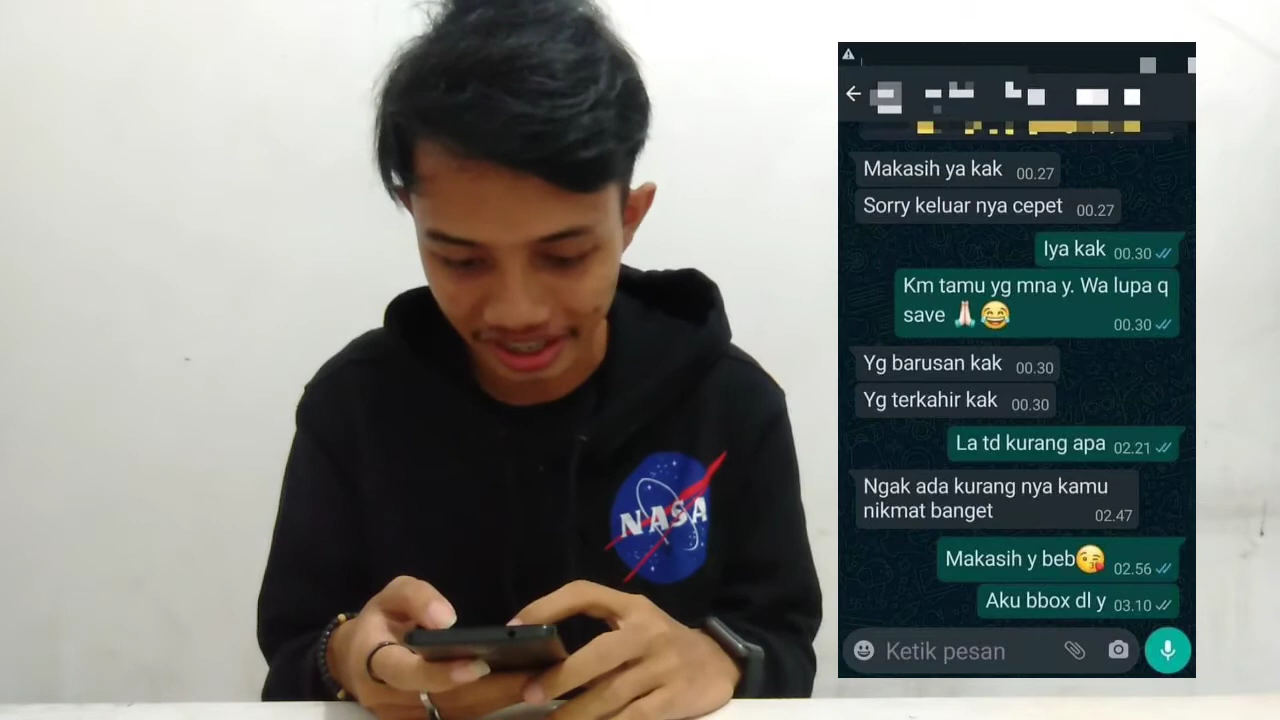 NASA
Makasih ya kak 00.27
Sorry keluar nya cepet 00.27
Iya kak 00.30
Km tamu yg mna y. Wa lupa q
save 🙏🏻😂 00.30
Yg barusan kak 00.30
Yg terkahir kak 00.30
La td kurang apa 02.21
Ngak ada kurang nya kamu
nikmat banget 02.47
Makasih y beb😘 02.56
Aku bbox dl y 03.10
Ketik pesan